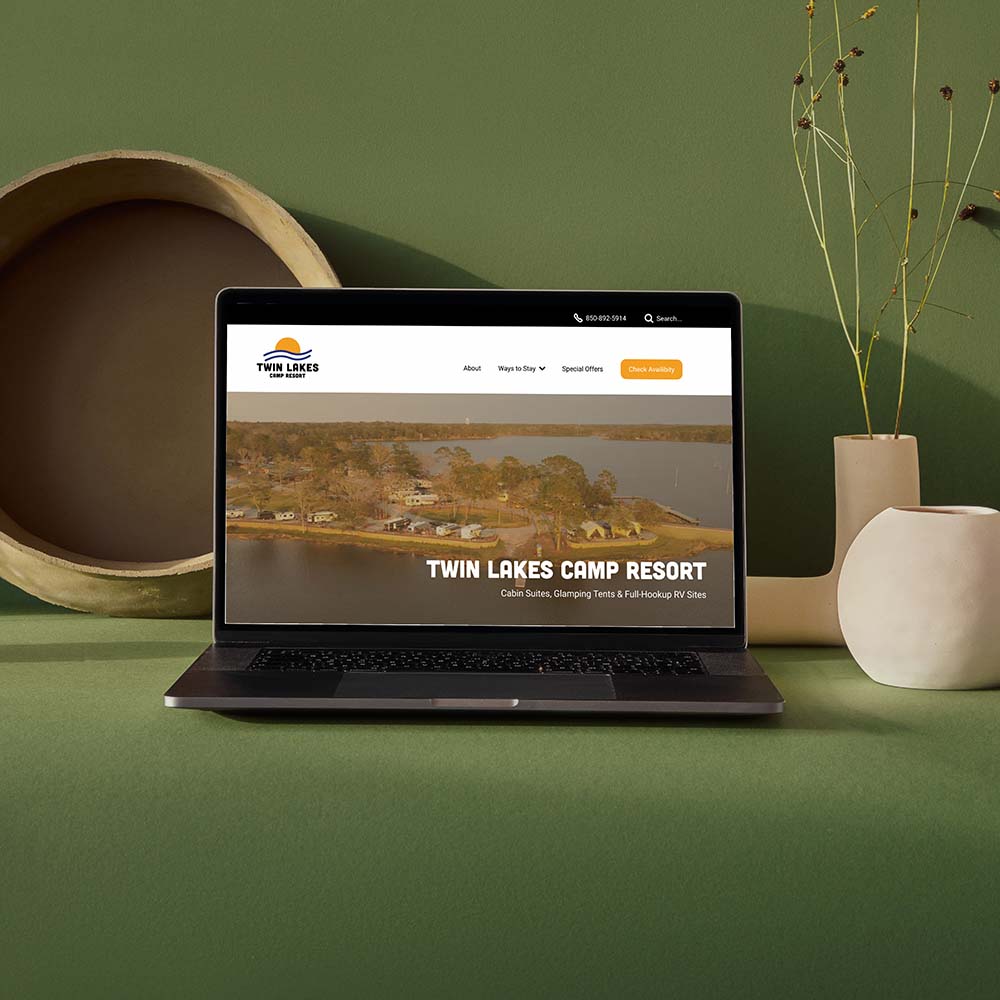 850-892-5914 Search...
TWIN LAKES
CAMP RESORT
About Ways to Stay Special Offers Check Availibity
TWIN LAKES CAMP RESORT
Cabin Suites, Glamping Tents & Full-Hookup RV Sites